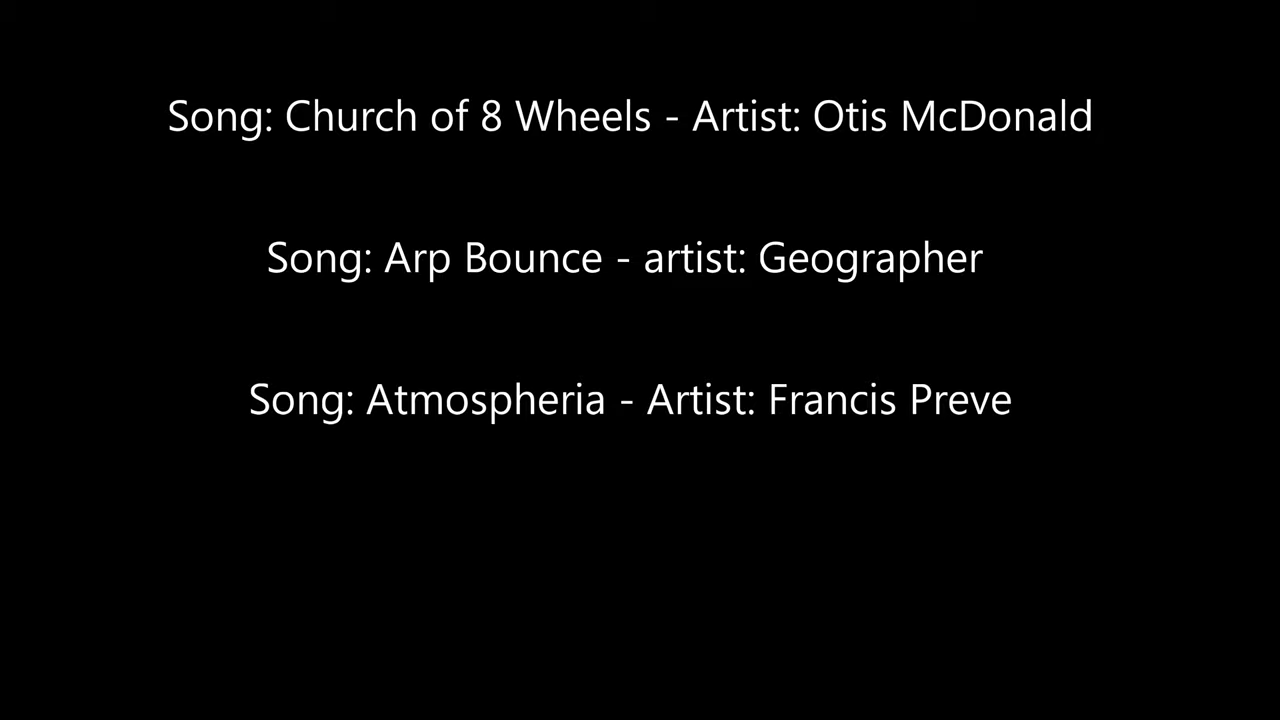 Song: Church of 8 Wheels - Artist: Otis McDonald
Song: Arp Bounce - artist: Geographer
Song: Atmospheria - Artist: Francis Preve